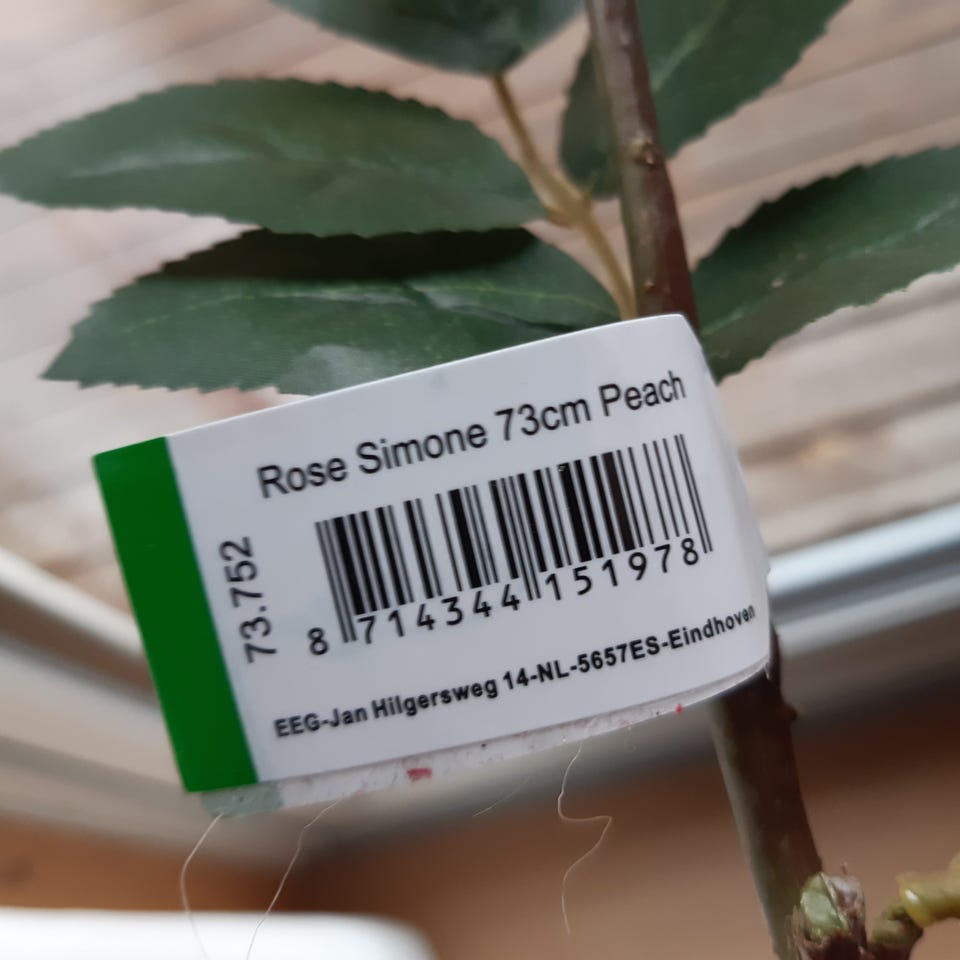 Rose Simone 73cm Peach
73.752
8 714344 151978
EEG-Jan Hilgersweg 14-NL-5657ES-Eindhoven